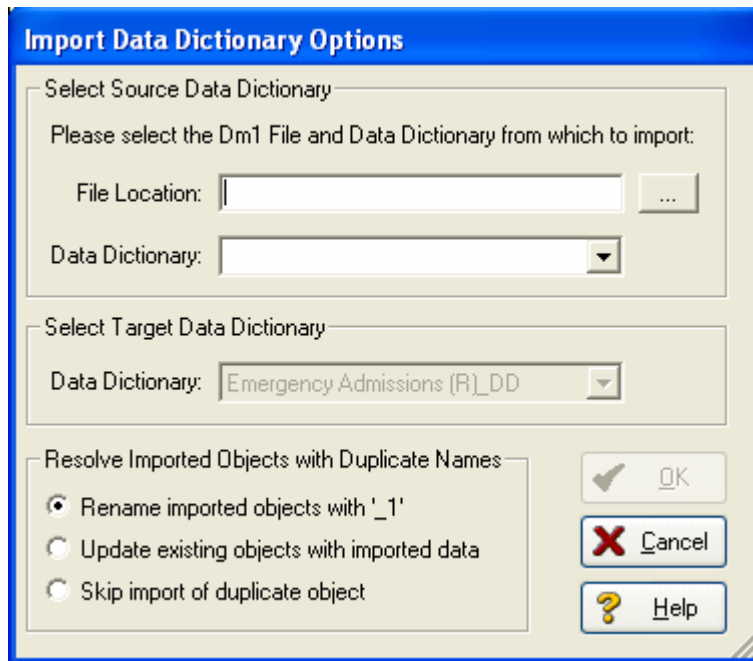 Import Data Dictionary Options
Select Source Data Dictionary
Please select the Dm1 File and Data Dictionary from which to import:
File Location:
...
Data Dictionary:
Select Target Data Dictionary
Data Dictionary: Emergency Admissions (R)_DD
Resolve Imported Objects with Duplicate Names
Rename imported objects with '_1'
Update existing objects with imported data
Skip import of duplicate object
OK
Cancel
Help